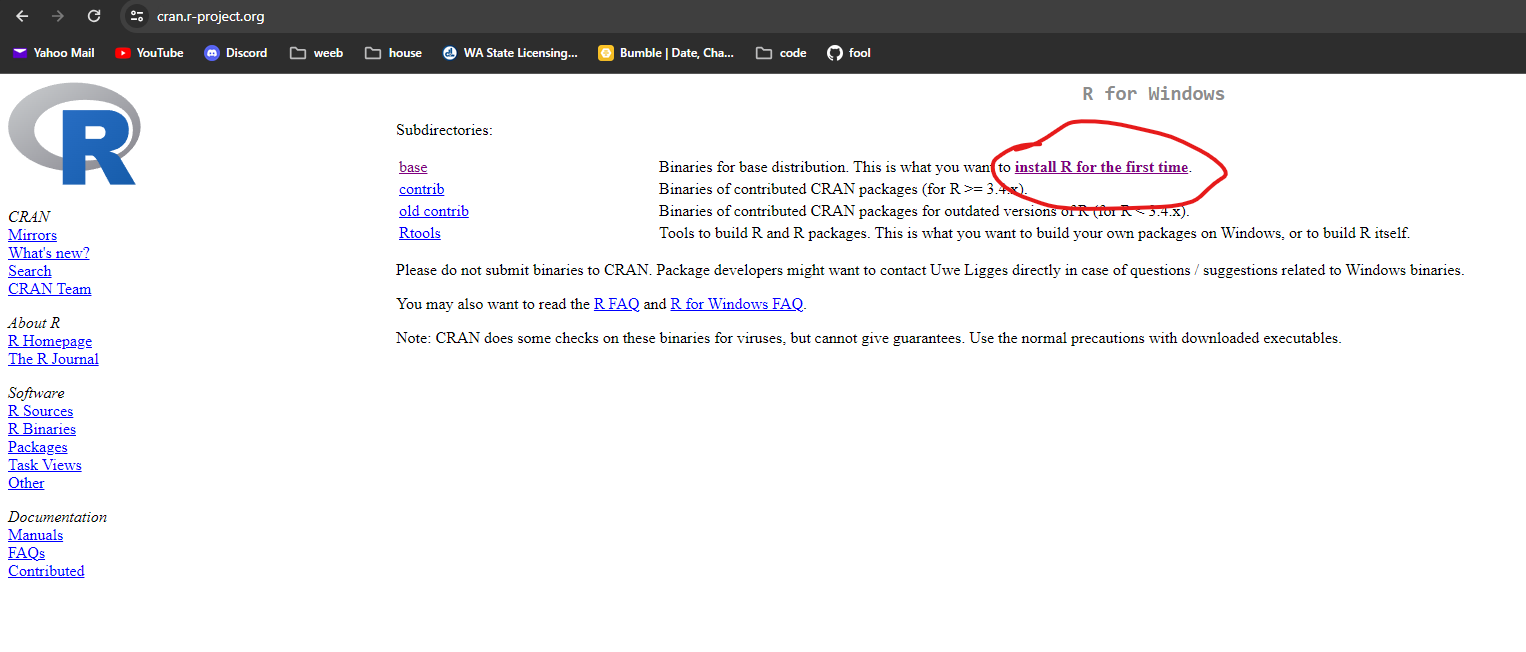 cran.r-project.org
Yahoo Mail YouTube Discord weeb house WA State Licensing... Bumble | Date, Cha... code fool
R
R for Windows
Subdirectories:
base Binaries for base distribution. This is what you want to install R for the first time.
contrib Binaries of contributed CRAN packages (for R >= 3.4.x).
old contrib Binaries of contributed CRAN packages for outdated versions of R (for R < 3.4.x).
Rtools Tools to build R and R packages. This is what you want to build your own packages on Windows, or to build R itself.
Please do not submit binaries to CRAN. Package developers might want to contact Uwe Ligges directly in case of questions / suggestions related to Windows binaries.
You may also want to read the R FAQ and R for Windows FAQ.
Note: CRAN does some checks on these binaries for viruses, but cannot give guarantees. Use the normal precautions with downloaded executables.
CRAN
Mirrors
What's new?
Search
CRAN Team
About R
R Homepage
The R Journal
Software
R Sources
R Binaries
Packages
Task Views
Other
Documentation
Manuals
FAQs
Contributed